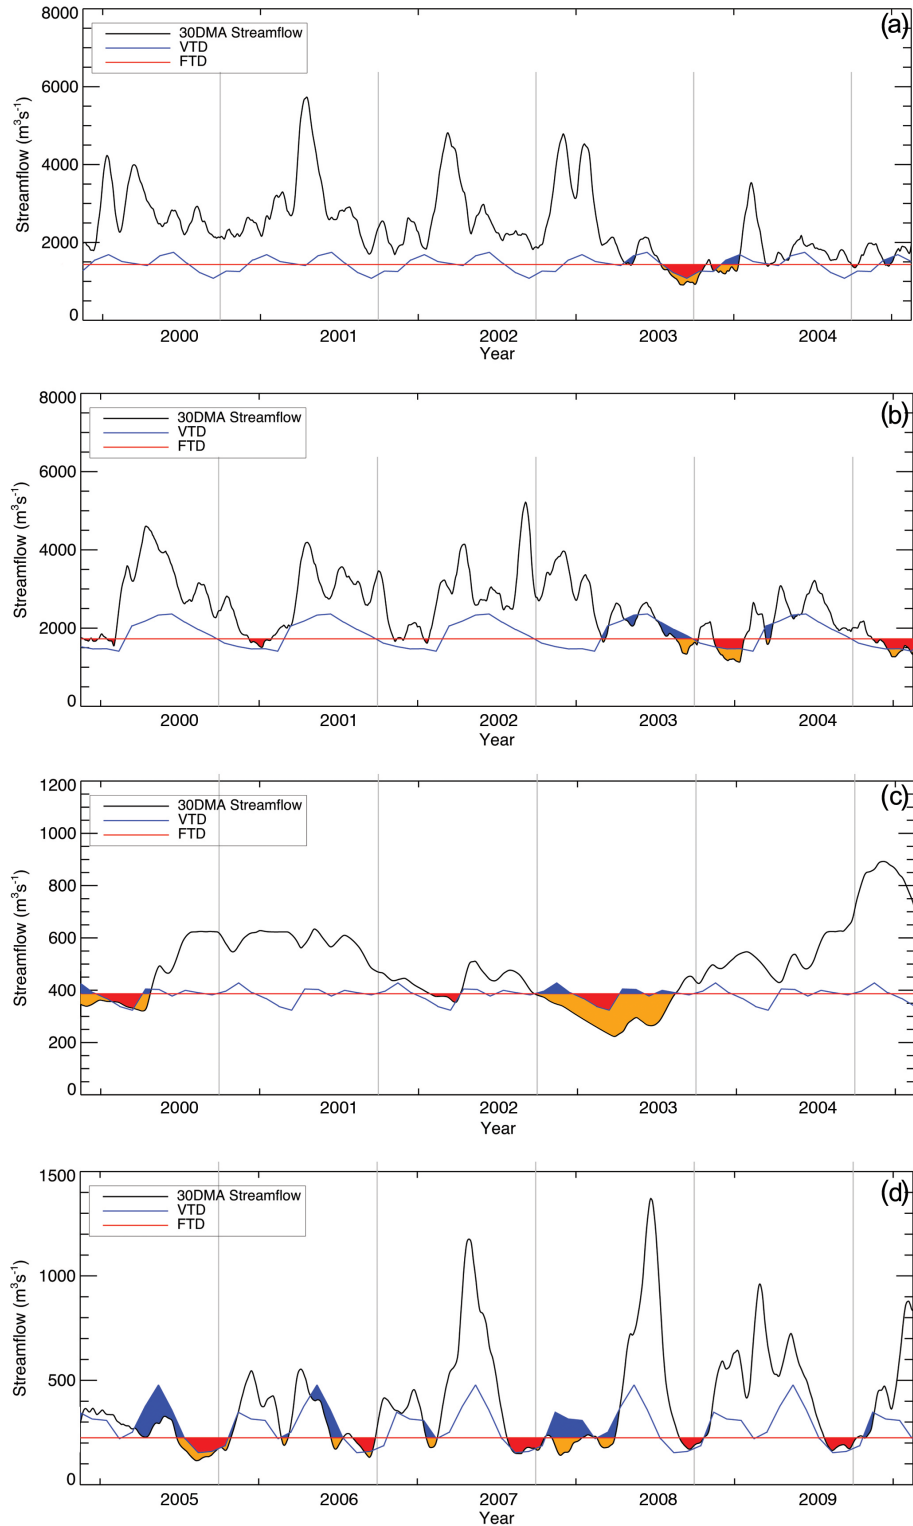 (a)
30DMA Streamflow
VTD
FTD
8000
6000
4000
2000
0
Streamflow (m³s⁻¹)
2000 2001 2002 2003 2004
Year
(b)
30DMA Streamflow
VTD
FTD
8000
6000
4000
2000
0
Streamflow (m³s⁻¹)
2000 2001 2002 2003 2004
Year
(c)
30DMA Streamflow
VTD
FTD
1200
1000
800
600
400
200
0
Streamflow (m³s⁻¹)
2000 2001 2002 2003 2004
Year
(d)
30DMA Streamflow
VTD
FTD
1500
1000
500
0
Streamflow (m³s⁻¹)
2005 2006 2007 2008 2009
Year